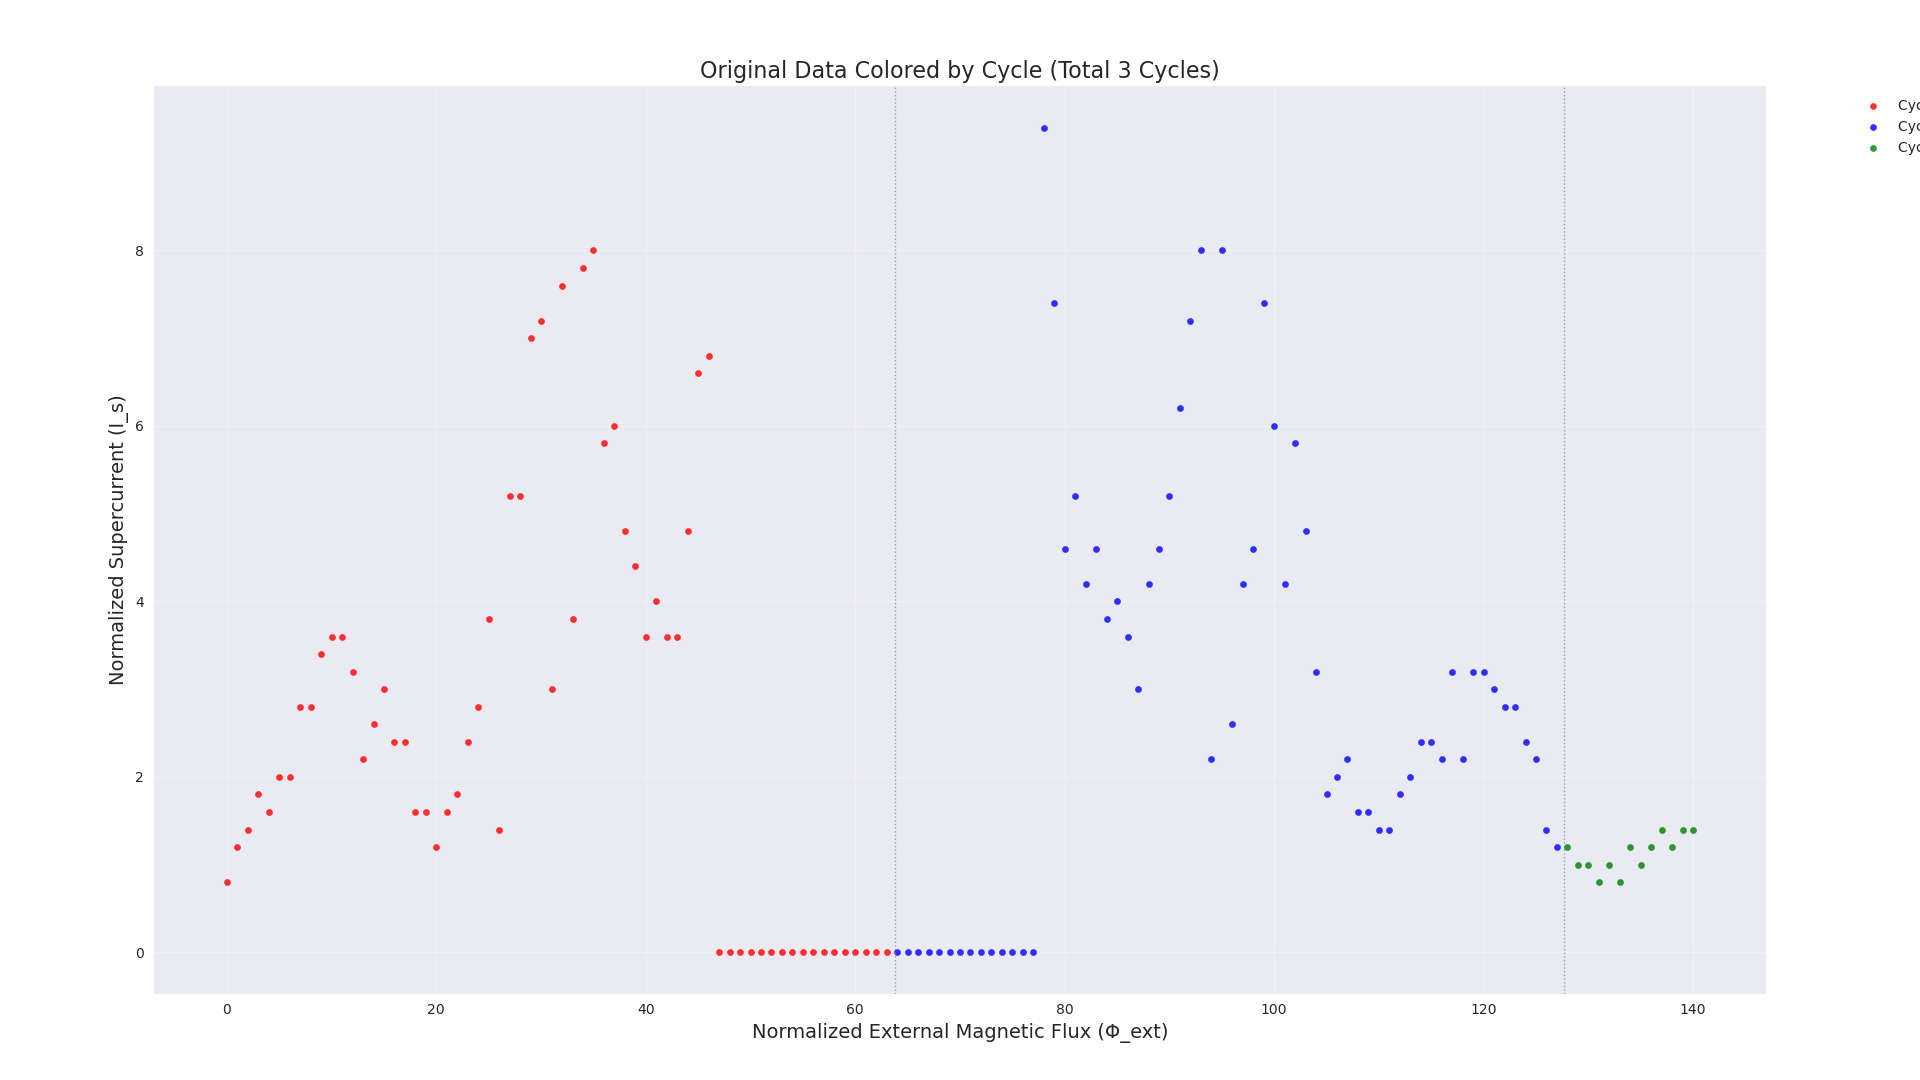 Original Data Colored by Cycle (Total 3 Cycles)
Cyc
Cyc
Cyc
Normalized Supercurrent (I_s)
8
6
4
2
0
0 20 40 60 80 100 120 140
Normalized External Magnetic Flux (Φ_ext)